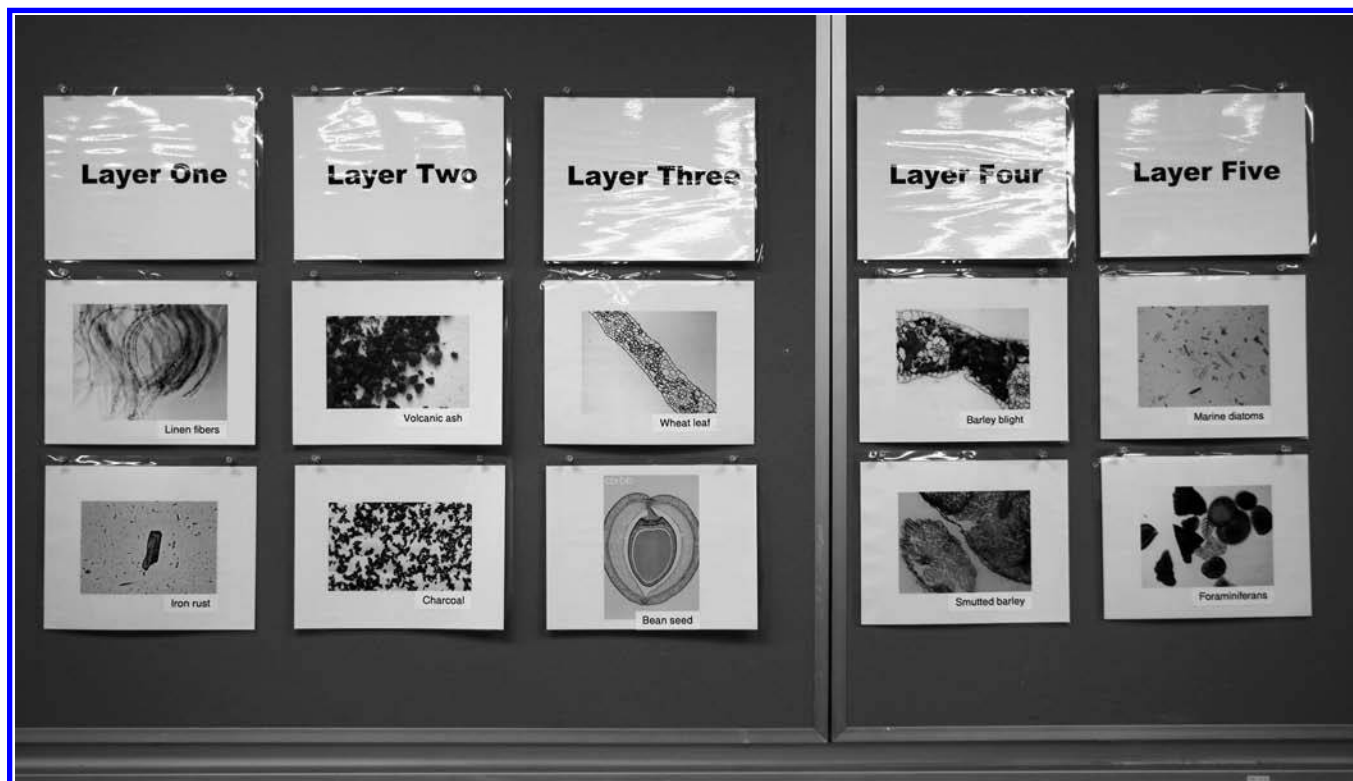 Layer One
Layer Two
Layer Three
Layer Four
Layer Five
Linen fibers
Volcanic ash
Wheat leaf
Barley blight
Marine diatoms
Iron rust
Charcoal
Bean seed
Smutted barley
Foraminiferans